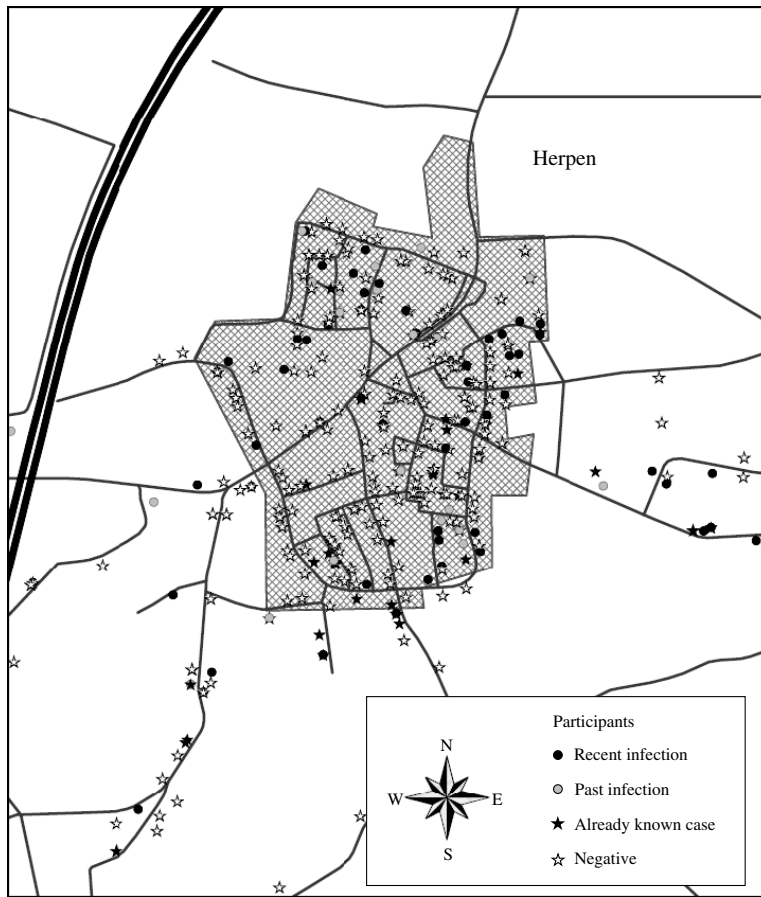 Herpen
Participants
Recent infection
Past infection
Already known case
Negative
N
W E
S